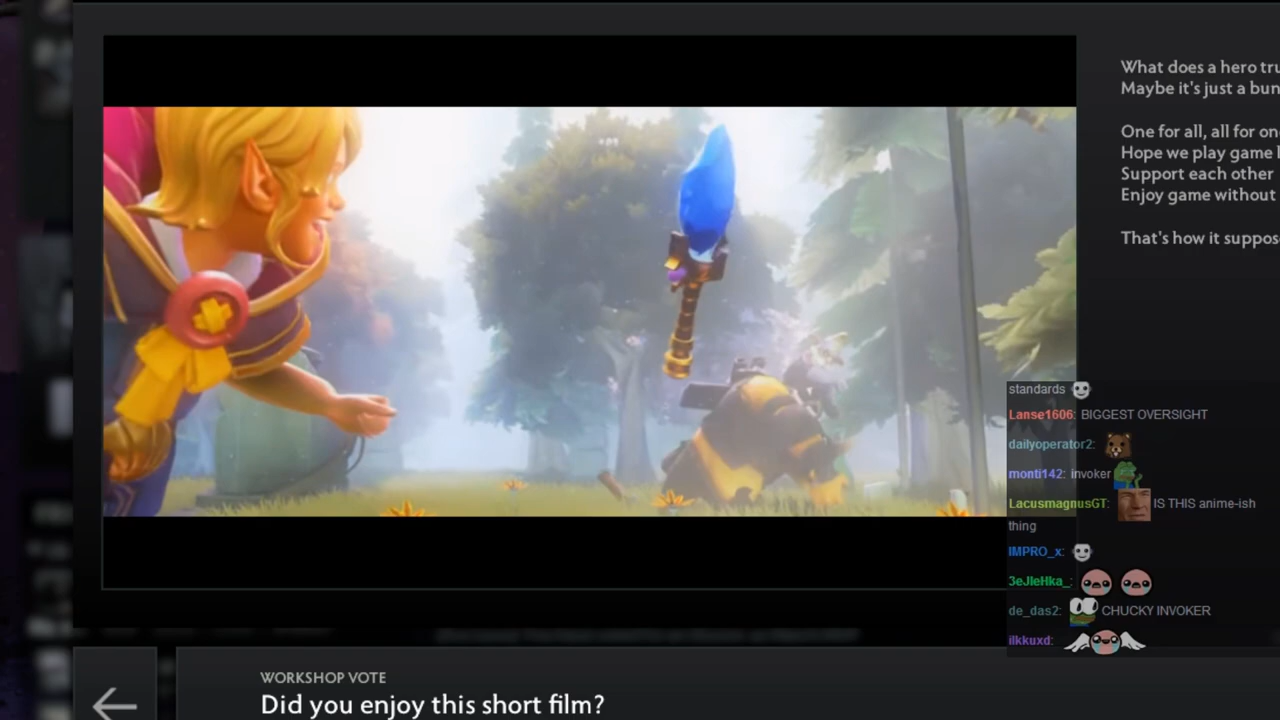 What does a hero tru
Maybe it's just a bun
One for all, all for on
Hope we play game l
Support each other
Enjoy game without
That's how it suppos
standards
Lanse1606: BIGGEST OVERSIGHT
dailyoperator2:
monti142: invoker
LacusmagnusGT: IS THIS anime-ish
thing
IMPRO_x:
3eJIeHka_:
de_das2: CHUCKY INVOKER
ilkkuxd:
WORKSHOP VOTE
Did you enjoy this short film?